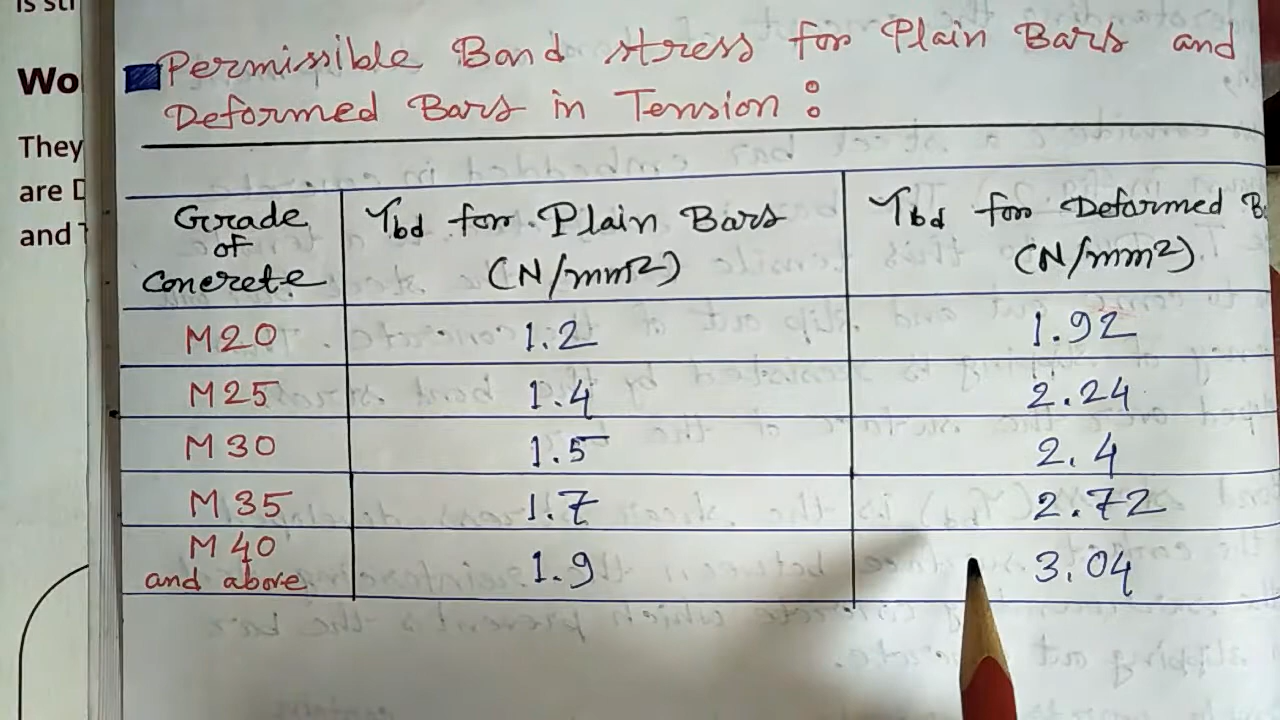 is sti
Wo
They
are D
and T
Permissible Bond stress for Plain Bars and
Deformed Bars in Tension :
Grade of Concrete τbd for Plain Bars (N/mm²) τbd for Deformed B (N/mm²)
M20 1.2 1.92
M25 1.4 2.24
M30 1.5 2.4
M35 1.7 2.72
M40 and above 1.9 3.04